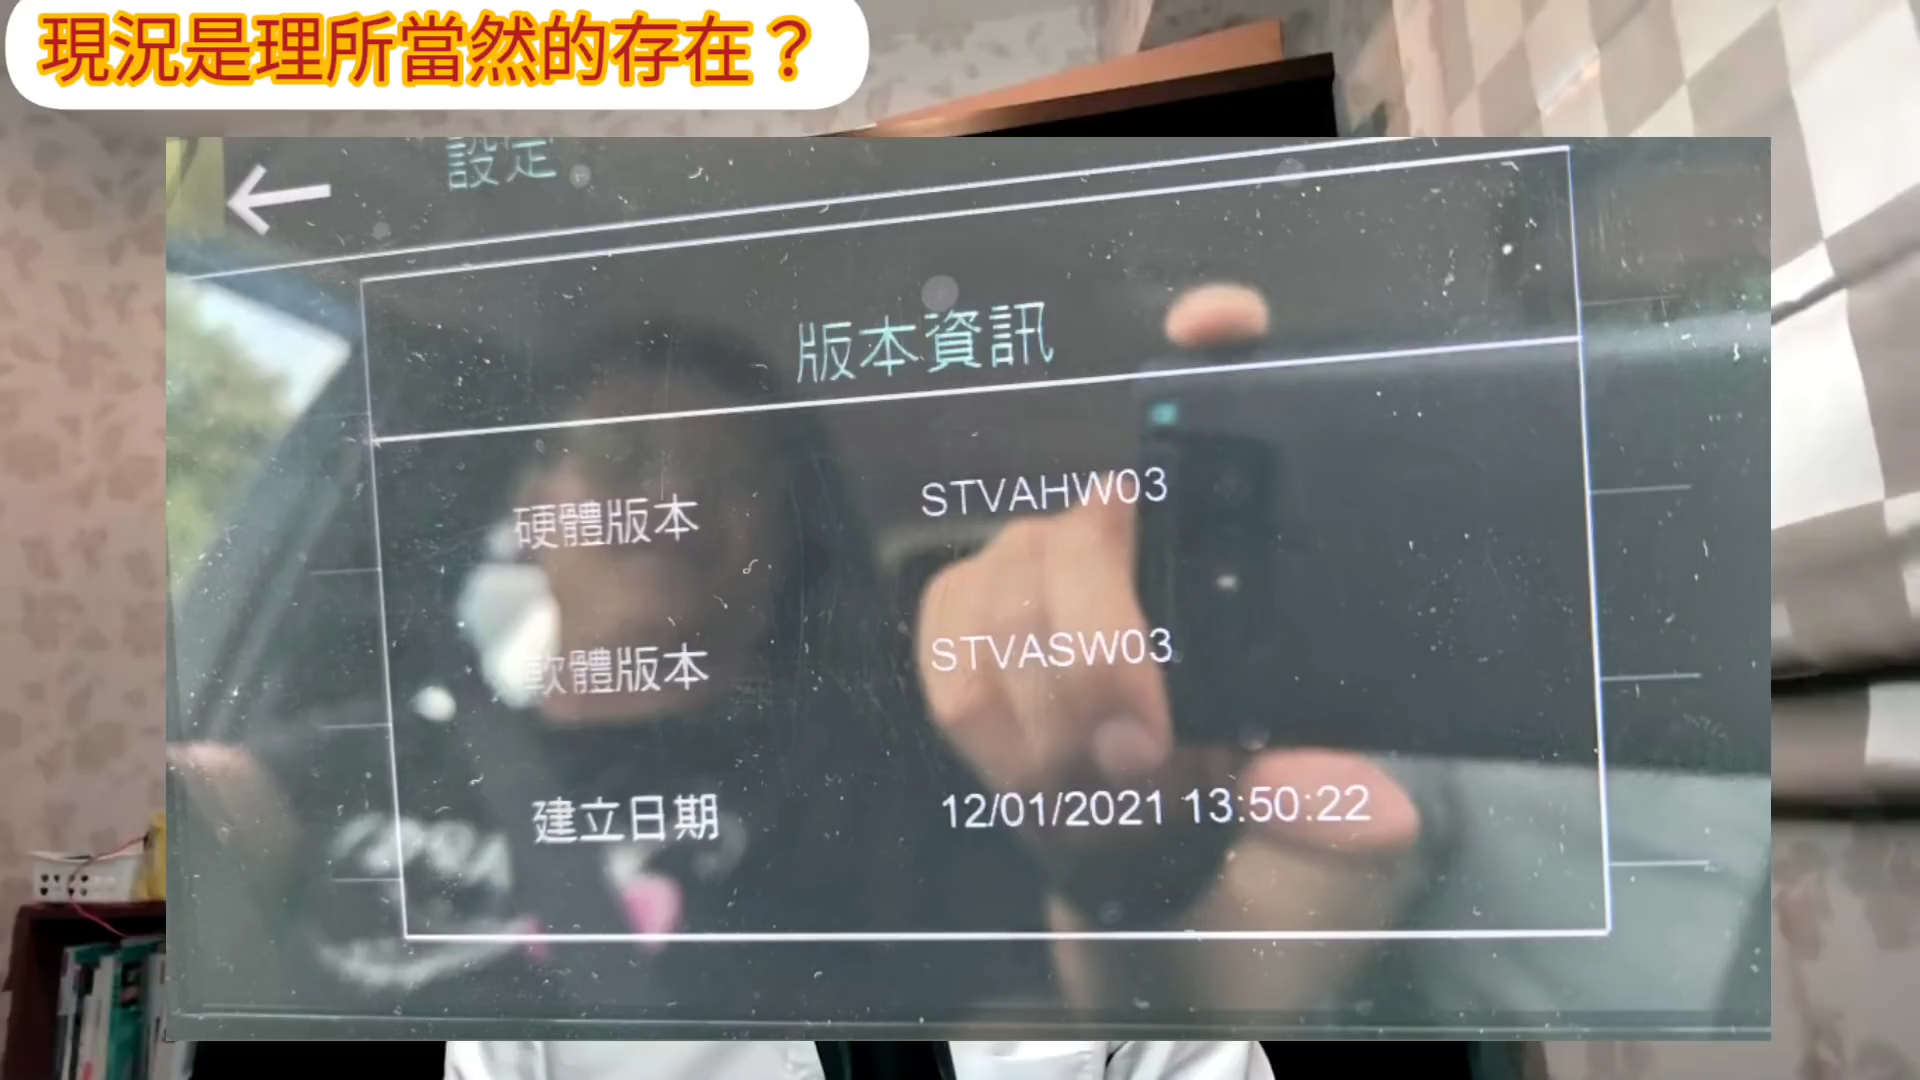 現況是理所當然的存在？
設定
版本資訊
硬體版本 STVAHW03
軟體版本 STVASW03
建立日期 12/01/2021 13:50:22